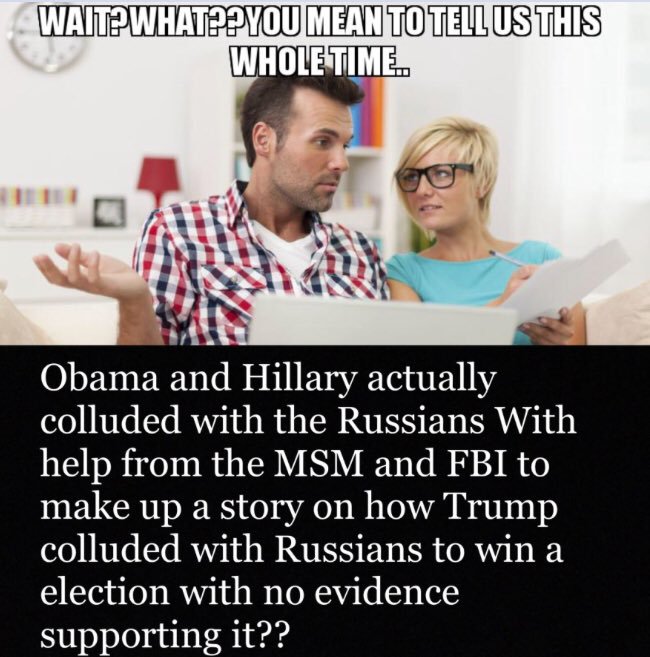 WAIT?WHAT??YOU MEAN TO TELL US THIS
WHOLE TIME..
Obama and Hillary actually
colluded with the Russians With
help from the MSM and FBI to
make up a story on how Trump
colluded with Russians to win a
election with no evidence
supporting it??